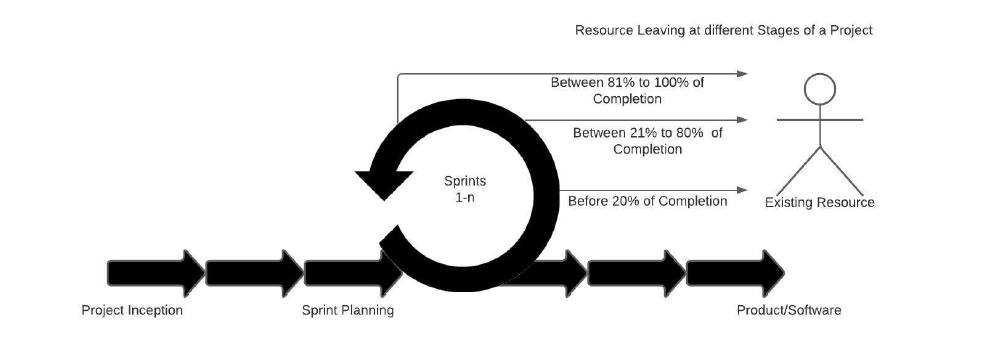 Resource Leaving at different Stages of a Project
Between 81% to 100% of
Completion
Between 21% to 80% of
Completion
Sprints
1-n
Before 20% of Completion
Existing Resource
Project Inception
Sprint Planning
Product/Software